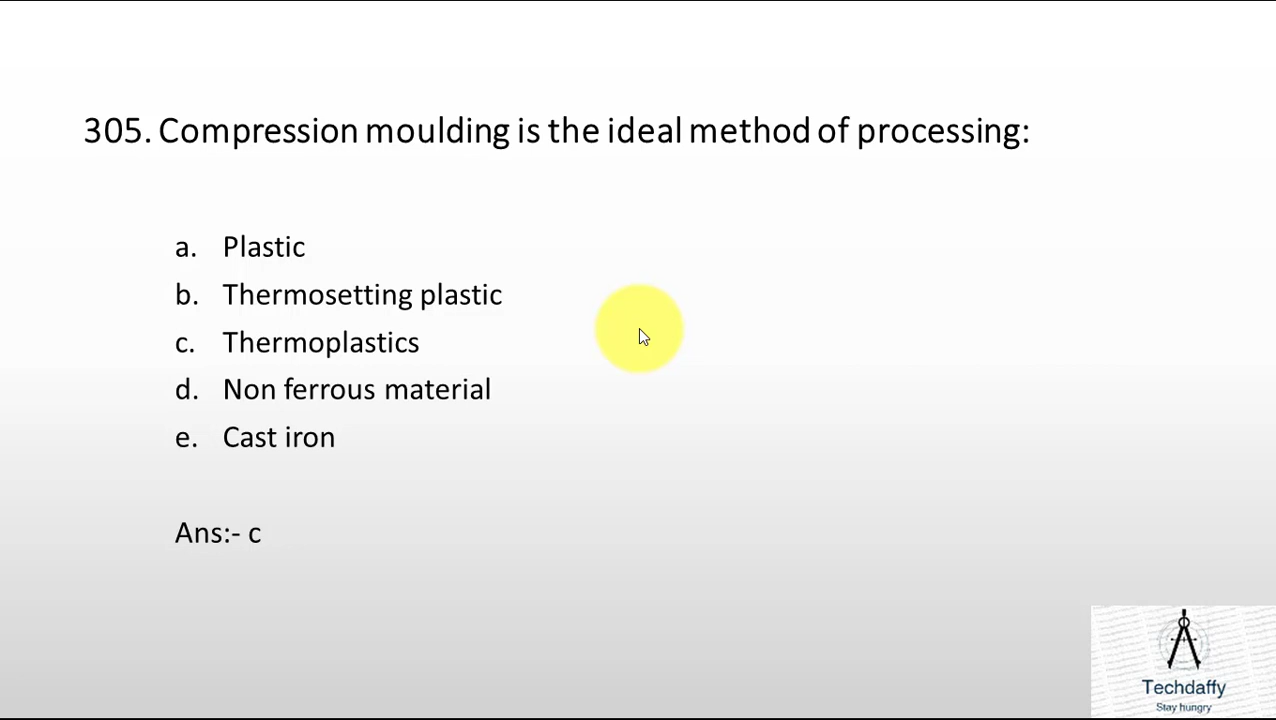 305. Compression moulding is the ideal method of processing:
a. Plastic
b. Thermosetting plastic
c. Thermoplastics
d. Non ferrous material
e. Cast iron
Ans:- c
Techdaffy
Stay hungry